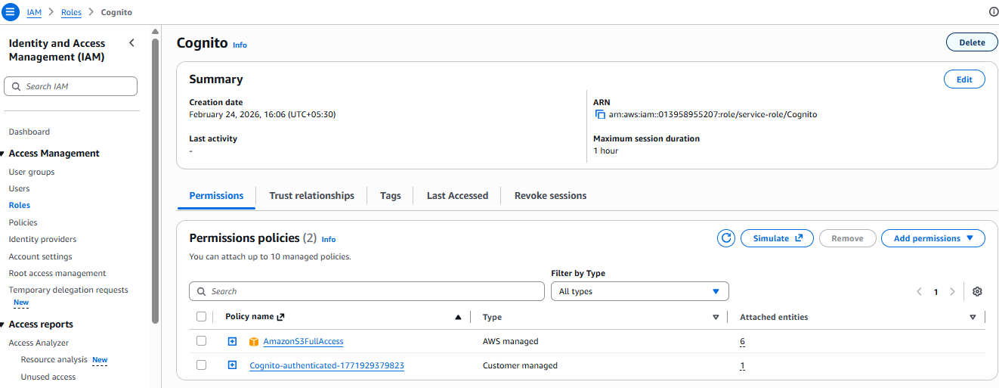 IAM > Roles > Cognito
Identity and Access
Management (IAM)
Search IAM
Dashboard
Access Management
User groups
Users
Roles
Policies
Identity providers
Account settings
Root access management
Temporary delegation requests
New
Access reports
Access Analyzer
Resource analysis New
Unused access
Cognito Info
Delete
Summary
Edit
Creation date
February 24, 2026, 16:06 (UTC+05:30)
ARN
arn:aws:iam::013958955207:role/service-role/Cognito
Last activity
-
Maximum session duration
1 hour
Permissions Trust relationships Tags Last Accessed Revoke sessions
Permissions policies (2) Info
Simulate Remove Add permissions
You can attach up to 10 managed policies.
Filter by Type
Search All types 1
Policy name Type Attached entities
AmazonS3FullAccess AWS managed 6
Cognito-authenticated-1771929379823 Customer managed 1